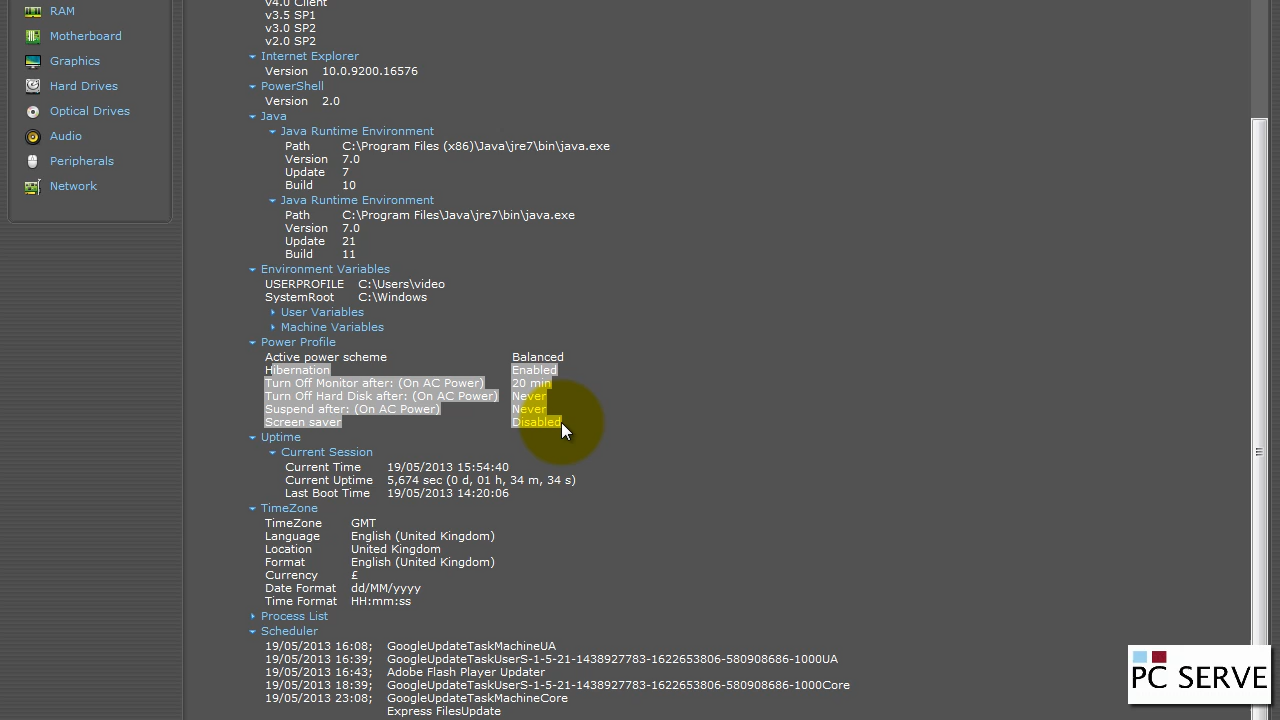 RAM
Motherboard
Graphics
Hard Drives
Optical Drives
Audio
Peripherals
Network
v4.0 Client
v3.5 SP1
v3.0 SP2
v2.0 SP2
Internet Explorer
Version 10.0.9200.16576
PowerShell
Version 2.0
Java
Java Runtime Environment
Path C:\Program Files (x86)\Java\jre7\bin\java.exe
Version 7.0
Update 7
Build 10
Java Runtime Environment
Path C:\Program Files\Java\jre7\bin\java.exe
Version 7.0
Update 21
Build 11
Environment Variables
USERPROFILE C:\Users\video
SystemRoot C:\Windows
User Variables
Machine Variables
Power Profile
Active power scheme Balanced
Hibernation Enabled
Turn Off Monitor after: (On AC Power) 20 min
Turn Off Hard Disk after: (On AC Power) Never
Suspend after: (On AC Power) Never
Screen saver Disabled
Uptime
Current Session
Current Time 19/05/2013 15:54:40
Current Uptime 5,674 sec (0 d, 01 h, 34 m, 34 s)
Last Boot Time 19/05/2013 14:20:06
TimeZone
TimeZone GMT
Language English (United Kingdom)
Location United Kingdom
Format English (United Kingdom)
Currency £
Date Format dd/MM/yyyy
Time Format HH:mm:ss
Process List
Scheduler
19/05/2013 16:08; GoogleUpdateTaskMachineUA
19/05/2013 16:39; GoogleUpdateTaskUserS-1-5-21-1438927783-1622653806-580908686-1000UA
19/05/2013 16:43; Adobe Flash Player Updater
19/05/2013 18:39; GoogleUpdateTaskUserS-1-5-21-1438927783-1622653806-580908686-1000Core
19/05/2013 23:08; GoogleUpdateTaskMachineCore
Express FilesUpdate
PC SERVE